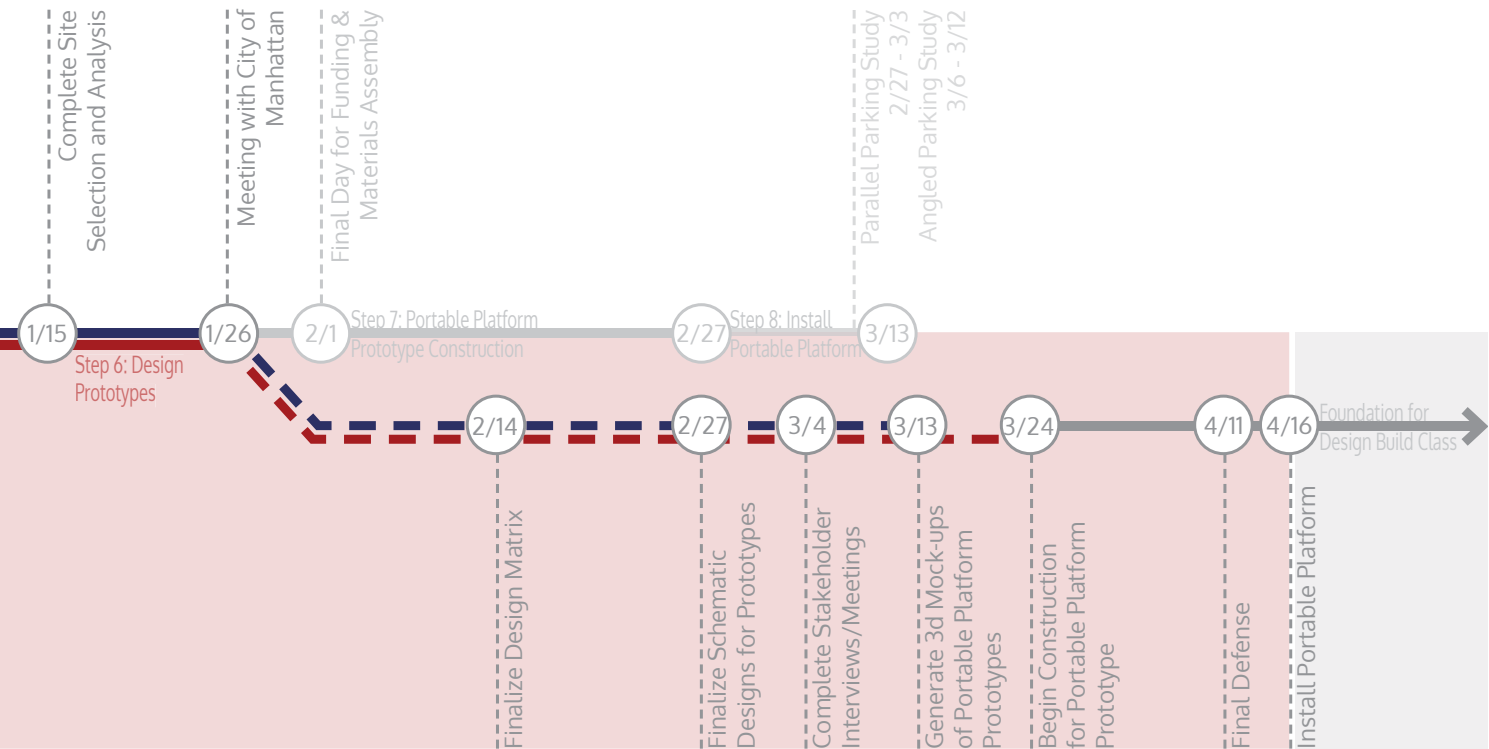 Complete Site
Selection and Analysis
Meeting with City of
Manhattan
Final Day for Funding &
Materials Assembly
Parallel Parking Study
2/27 - 3/3
Angled Parking Study
3/6 - 3/12
1/15
1/26
2/1
Step 7: Portable Platform
Prototype Construction
2/27
Step 8: Install
Portable Platform
3/13
Step 6: Design
Prototypes
2/14
2/27
3/4
3/13
3/24
4/11
4/16
Foundation for
Design Build Class
Finalize Design Matrix
Finalize Schematic
Designs for Prototypes
Complete Stakeholder
Interviews/Meetings
Generate 3d Mock-ups
of Portable Platform
Prototypes
Begin Construction
for Portable Platform
Prototype
Final Defense
Install Portable Platform